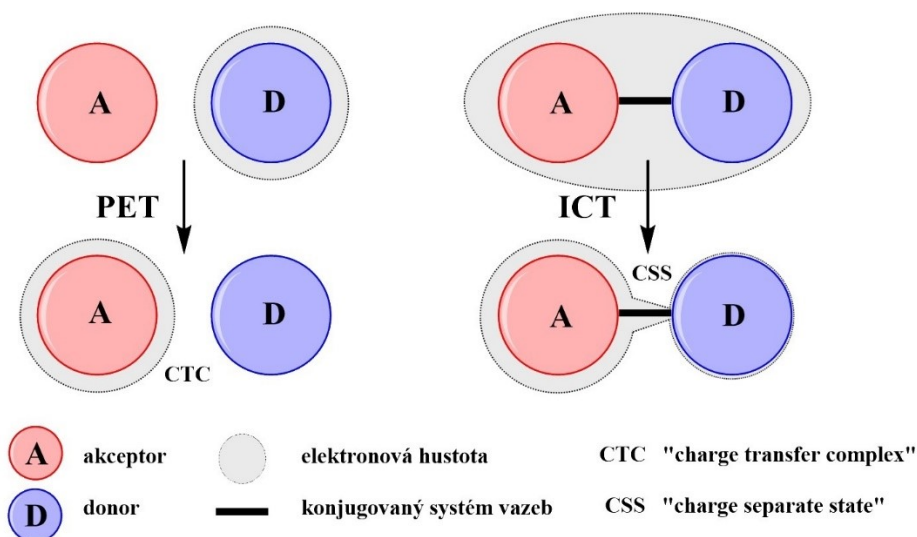 A
D
A
D
PET
ICT
CSS
A
D
A
D
CTC
A akceptor
elektronová hustota
CTC "charge transfer complex"
D donor
konjugovaný systém vazeb
CSS "charge separate state"